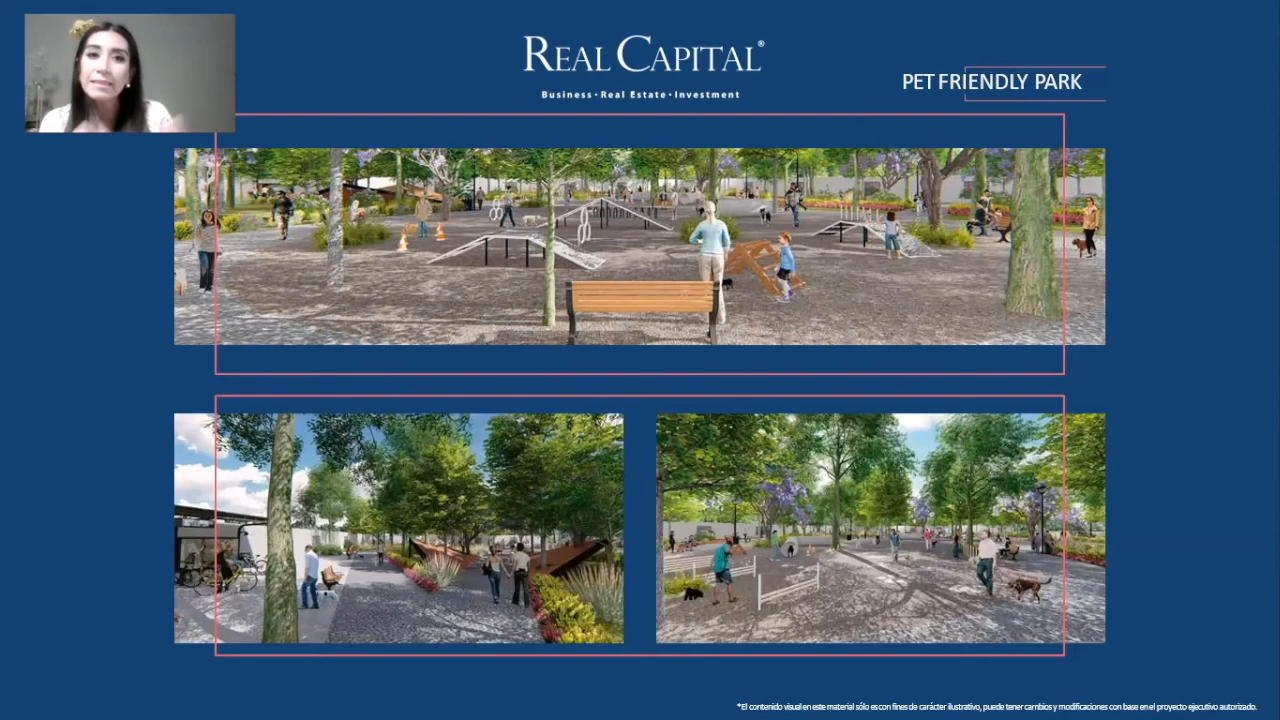 REAL CAPITAL®
Business • Real Estate • Investment
PET FRIENDLY PARK
*El contenido visual en este material sólo es con fines de carácter ilustrativo, puede tener cambios y modificaciones con base en el proyecto ejecutivo autorizado.